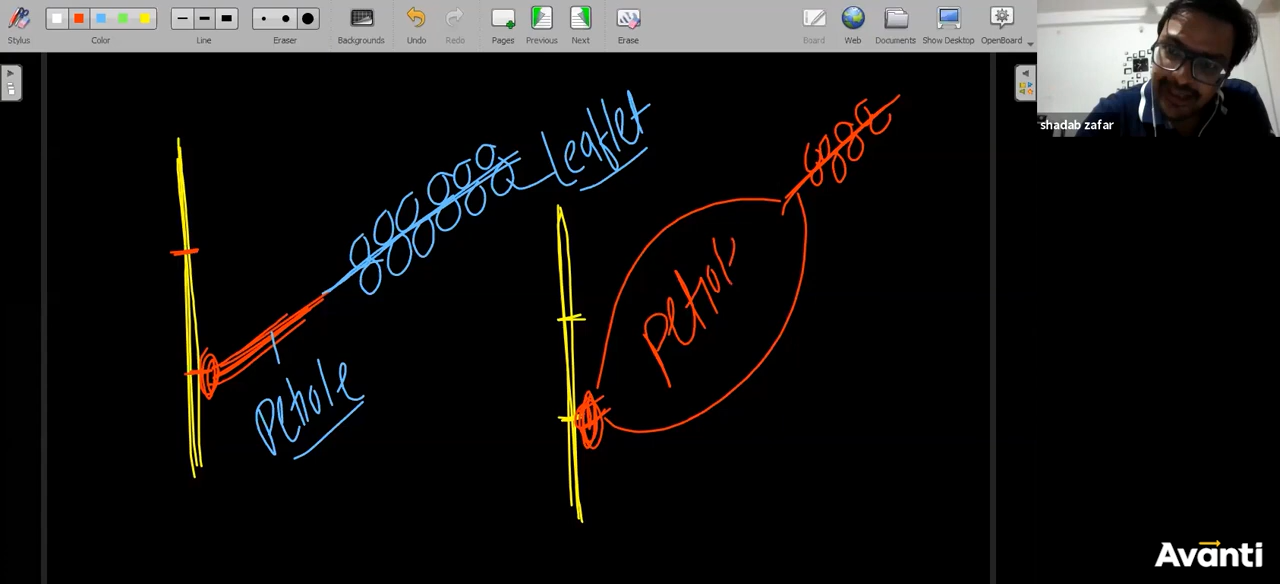 Stylus
Color
Line
Eraser
Backgrounds
Undo
Redo
Pages
Previous
Next
Erase
Board
Web
Documents
Show Desktop
OpenBoard
shadab zafar
Leaflet
Petiole
Avanti